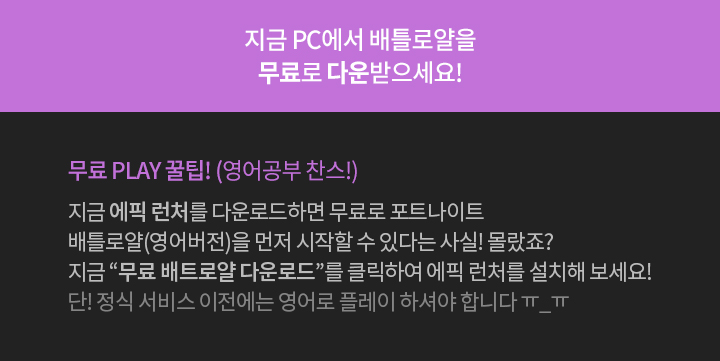 지금 PC에서 배틀로얄을
무료로 다운받으세요!
무료 PLAY 꿀팁! (영어공부 찬스!)
지금 에픽 런처를 다운로드하면 무료로 포트나이트
배틀로얄(영어버전)을 먼저 시작할 수 있다는 사실! 몰랐죠?
지금 “무료 배트로얄 다운로드”를 클릭하여 에픽 런처를 설치해 보세요!
단! 정식 서비스 이전에는 영어로 플레이 하셔야 합니다 ㅠ_ㅠ